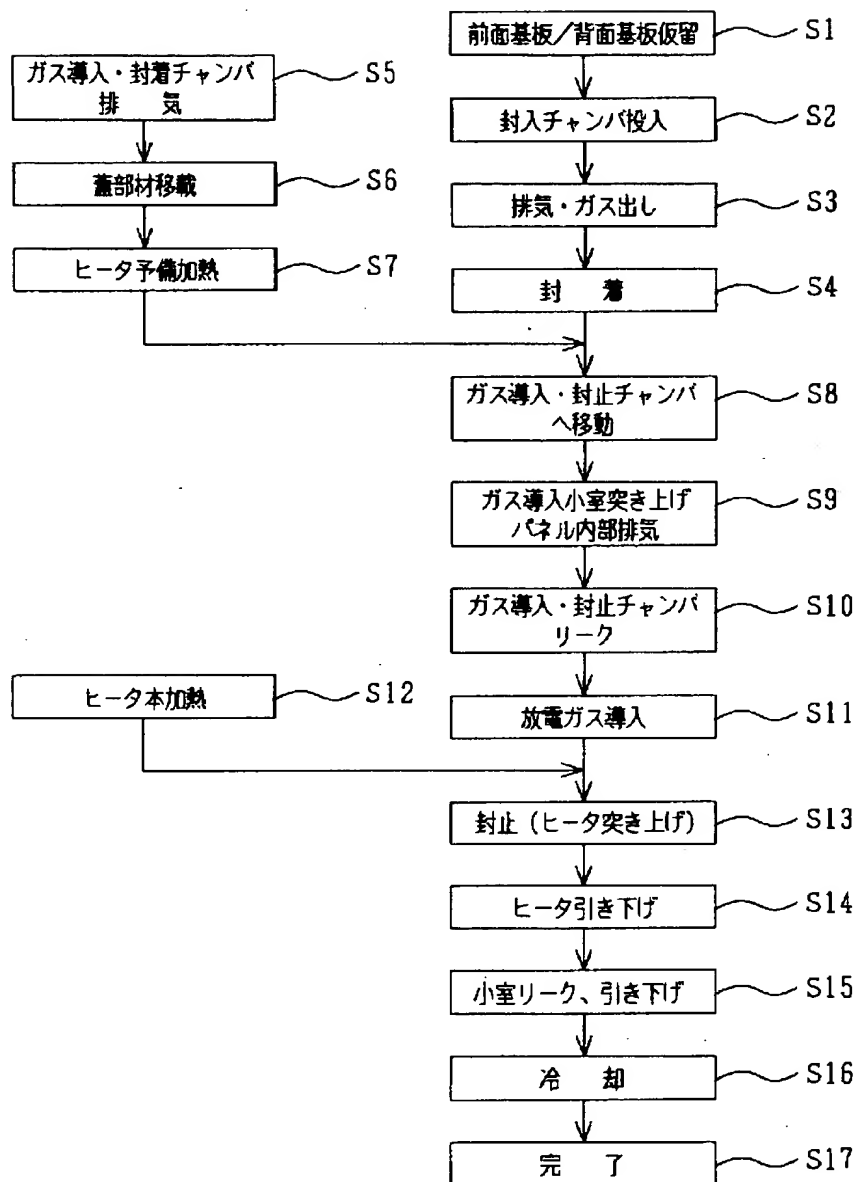 前面基板／背面基板仮留
S1
ガス導入・封着チャンバ
排 気
S5
封入チャンバ投入
S2
蓋部材移載
S6
排気・ガス出し
S3
ヒータ予備加熱
S7
封 着
S4
ガス導入・封止チャンバ
へ移動
S8
ガス導入小室突き上げ
パネル内部排気
S9
ガス導入・封止チャンバ
リーク
S10
ヒータ本加熱
S12
放電ガス導入
S11
封止（ヒータ突き上げ）
S13
ヒータ引き下げ
S14
小室リーク、引き下げ
S15
冷 却
S16
完 了
S17